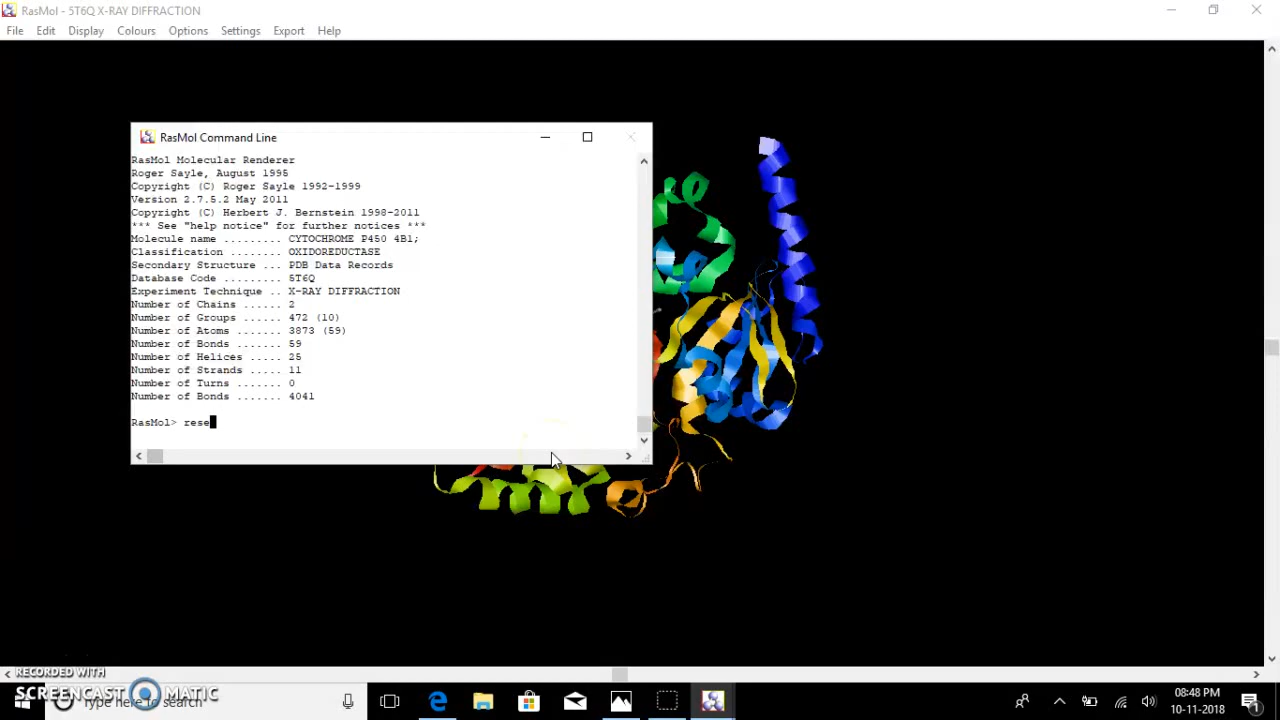 RasMol - 5T6Q X-RAY DIFFRACTION
File Edit Display Colours Options Settings Export Help
RasMol Command Line
RasMol Molecular Renderer
Roger Sayle, August 1995
Copyright (C) Roger Sayle 1992-1999
Version 2.7.5.2 May 2011
Copyright (C) Herbert J. Bernstein 1998-2011
*** See "help notice" for further notices ***
Molecule name ......... CYTOCHROME P450 4B1;
Classification ........ OXIDOREDUCTASE
Secondary Structure ... PDB Data Records
Database Code ......... 5T6Q
Experiment Technique .. X-RAY DIFFRACTION
Number of Chains ...... 2
Number of Groups ...... 472 (10)
Number of Atoms ....... 3873 (59)
Number of Bonds ....... 59
Number of Helices ..... 25
Number of Strands ..... 11
Number of Turns ....... 0
Number of Bonds ....... 4041
RasMol> rese
RECORDED WITH
SCREENCAST MATIC
Type here to search
08:48 PM
10-11-2018
1